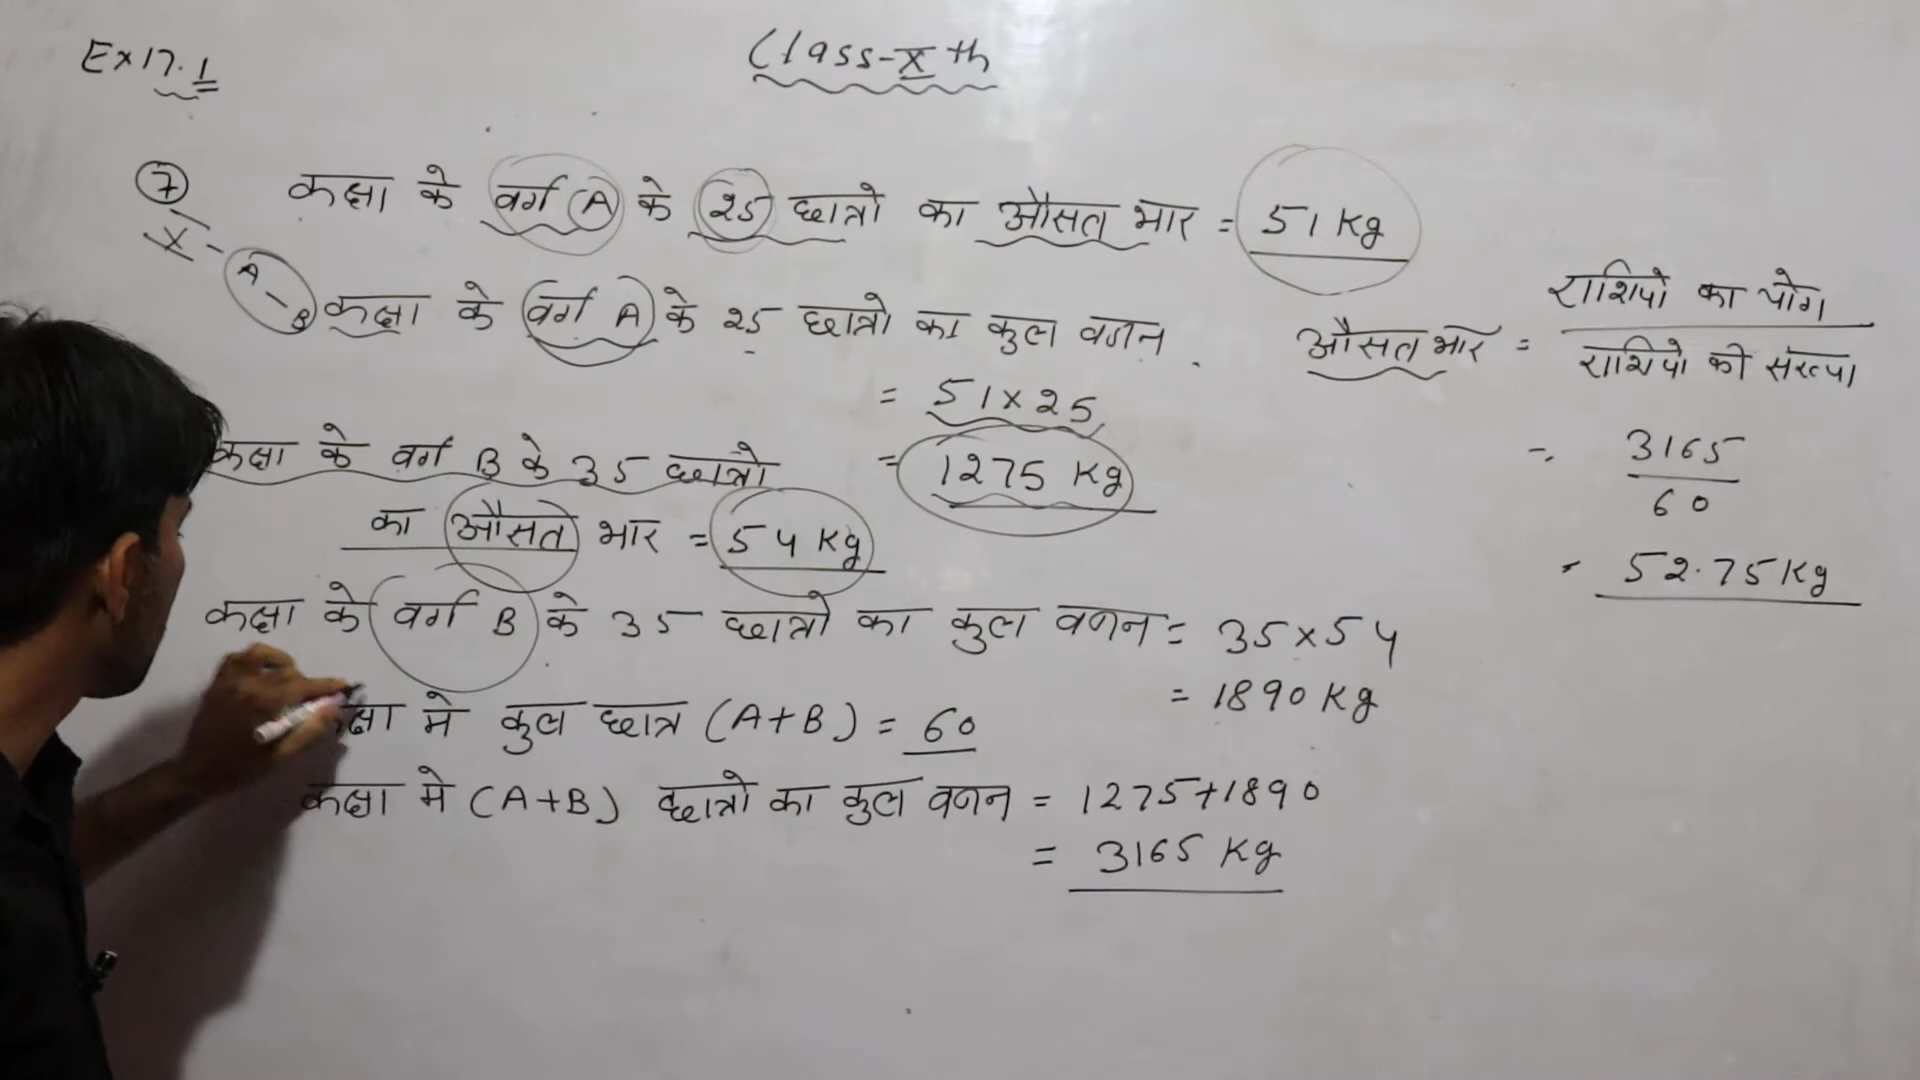 Ex 17.1
Class-Xth
7 कक्षा के वर्ग A के 25 छात्रो का औसत भार = 51 Kg
X - A - B
कक्षा के वर्ग A के 25 छात्रो का कुल वजन
= 51 × 25
= 1275 Kg
कक्षा के वर्ग B के 35 छात्रो
का औसत भार = 54 Kg
कक्षा के वर्ग B के 35 छात्रो का कुल वजन = 35 × 54
= 1890 Kg
कक्षा मे कुल छात्र (A+B) = 60
कक्षा मे (A+B) छात्रो का कुल वजन = 1275+1890
= 3165 Kg
औसत भार = राशियो का योग
राशियो की संख्या
= 3165
60
= 52.75 Kg